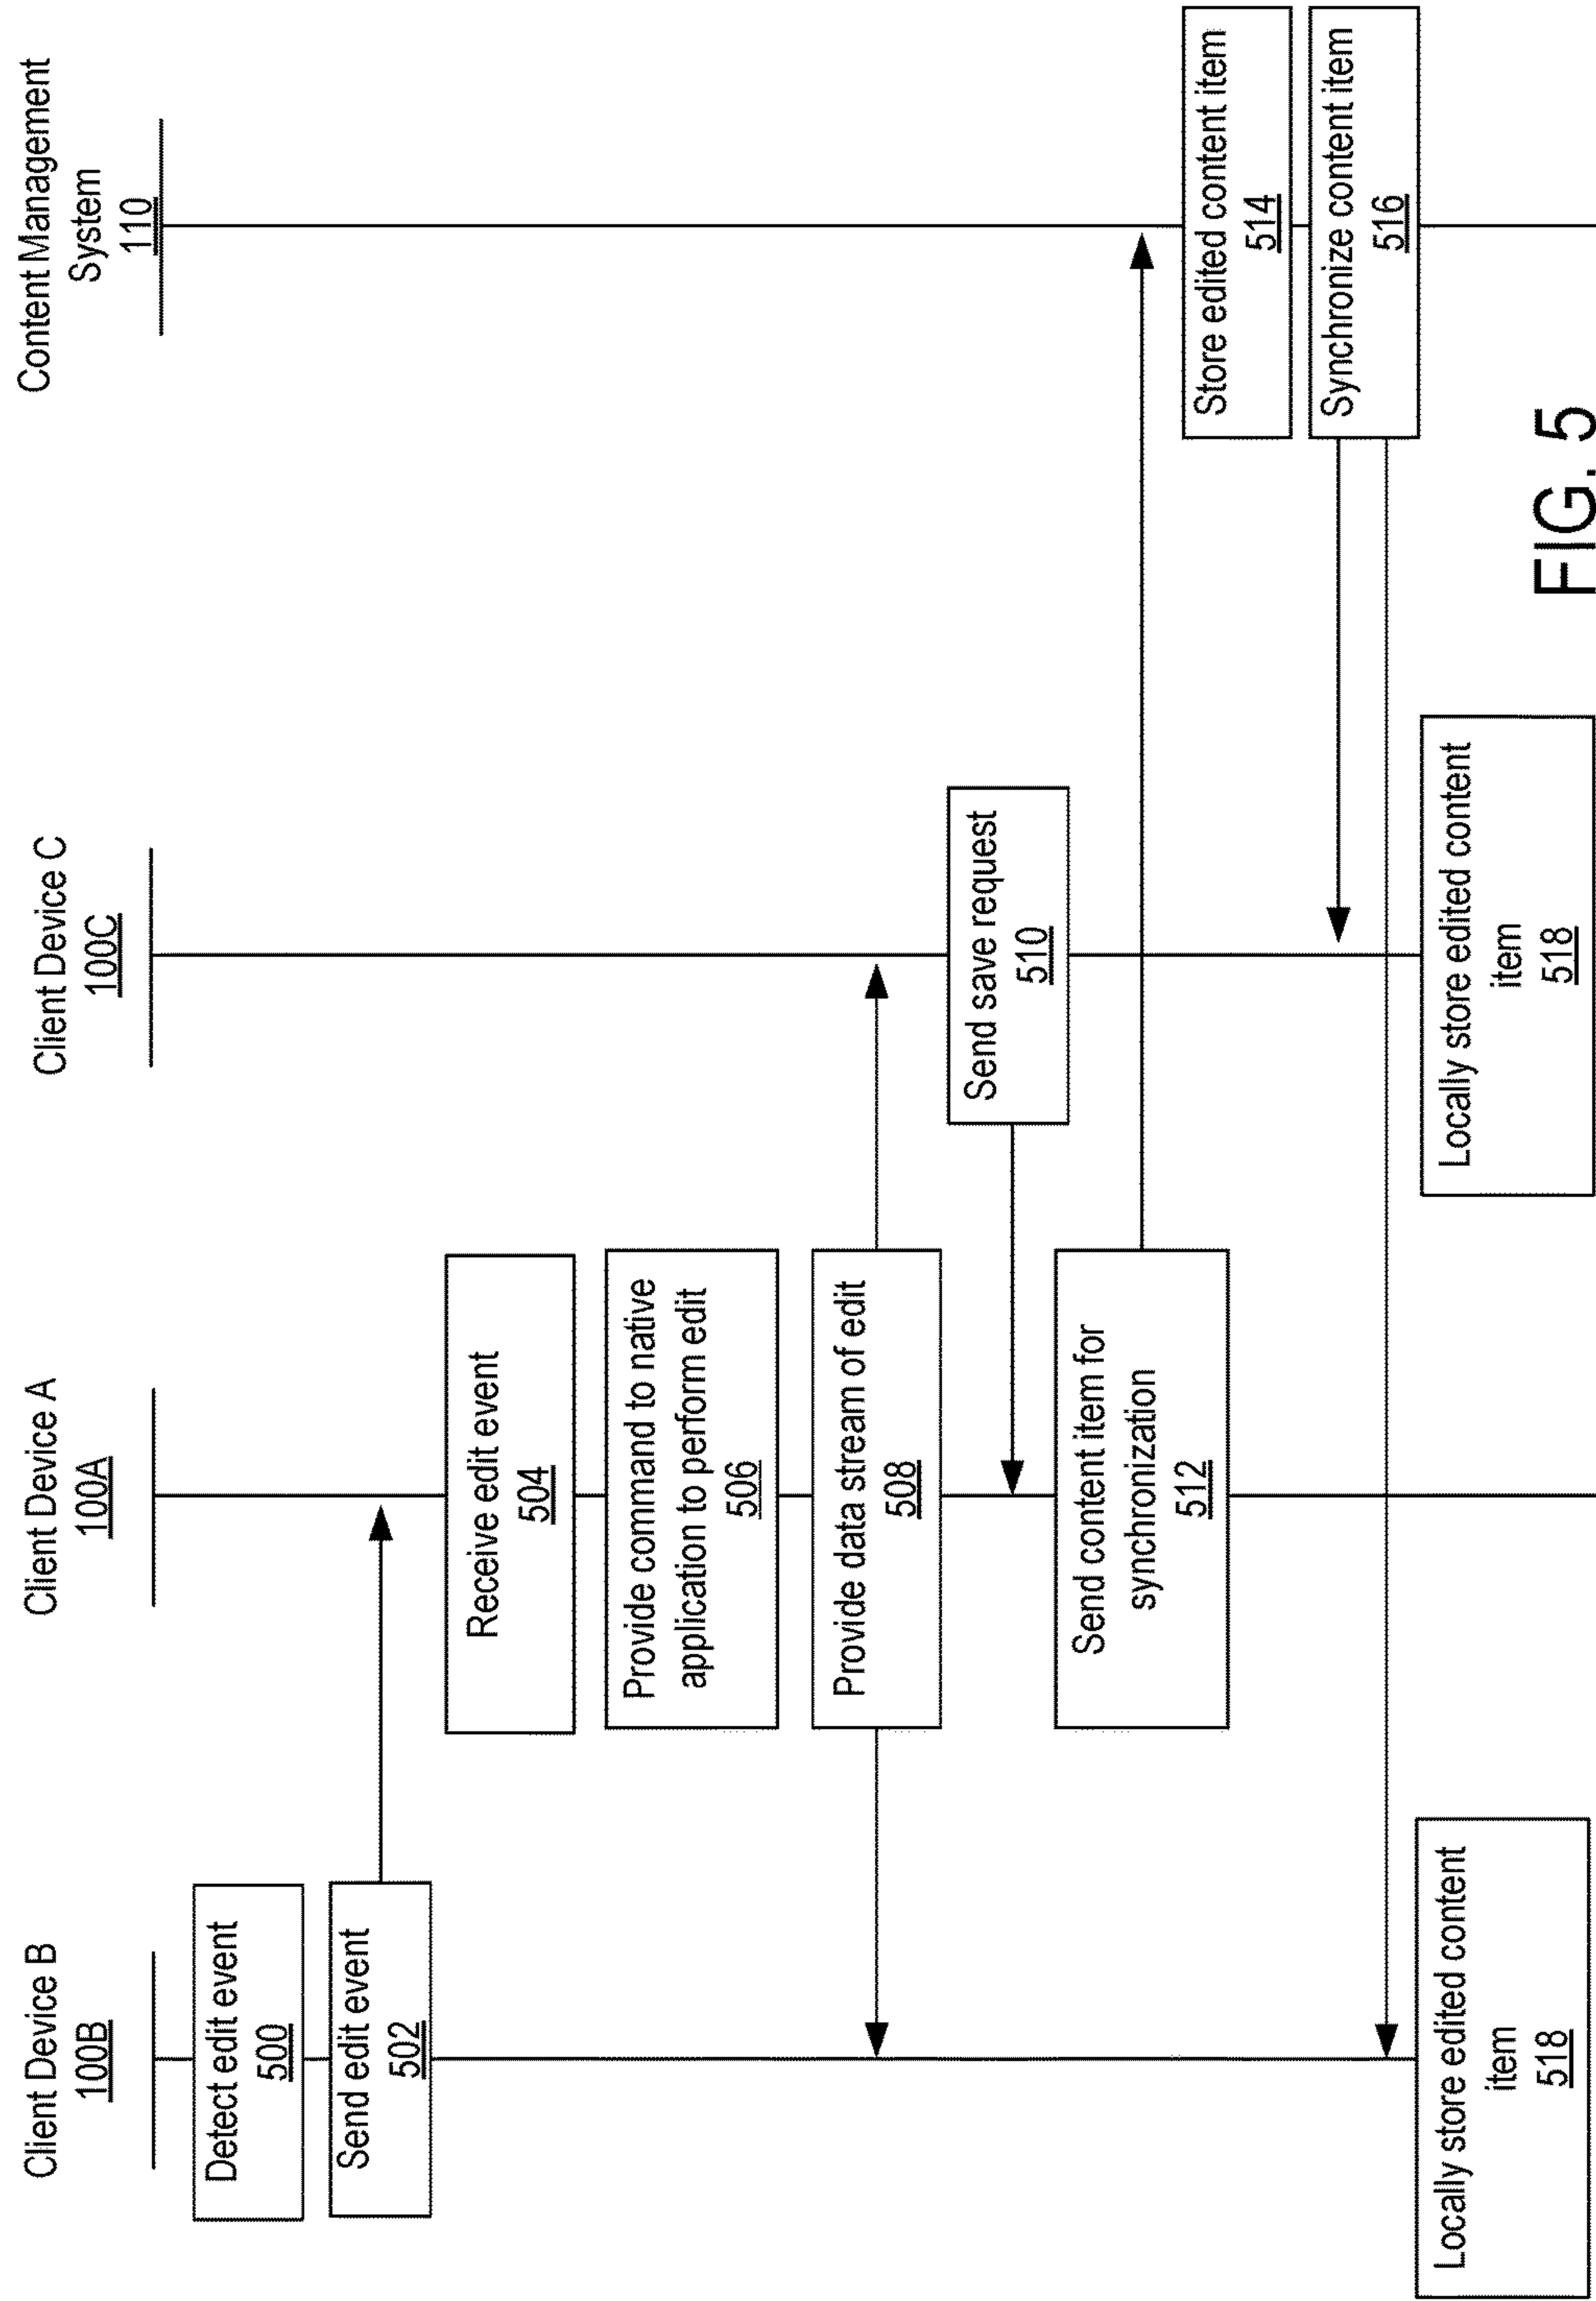 Client Device B
100B
Client Device A
100A
Client Device C
100C
Content Management
System
110
Detect edit event
500
Send edit event
502
Receive edit event
504
Provide command to native
application to perform edit
506
Provide data stream of edit
508
Send save request
510
Send content item for
synchronization
512
Store edited content item
514
Synchronize content item
516
Locally store edited content
item
518
Locally store edited content
item
518
FIG. 5